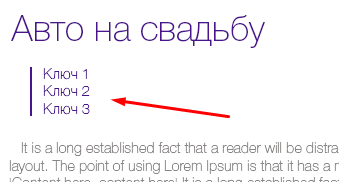 Авто на свадьбу
Ключ 1
Ключ 2
Ключ 3
It is a long established fact that a reader will be distra
layout. The point of using Lorem Ipsum is that it has a